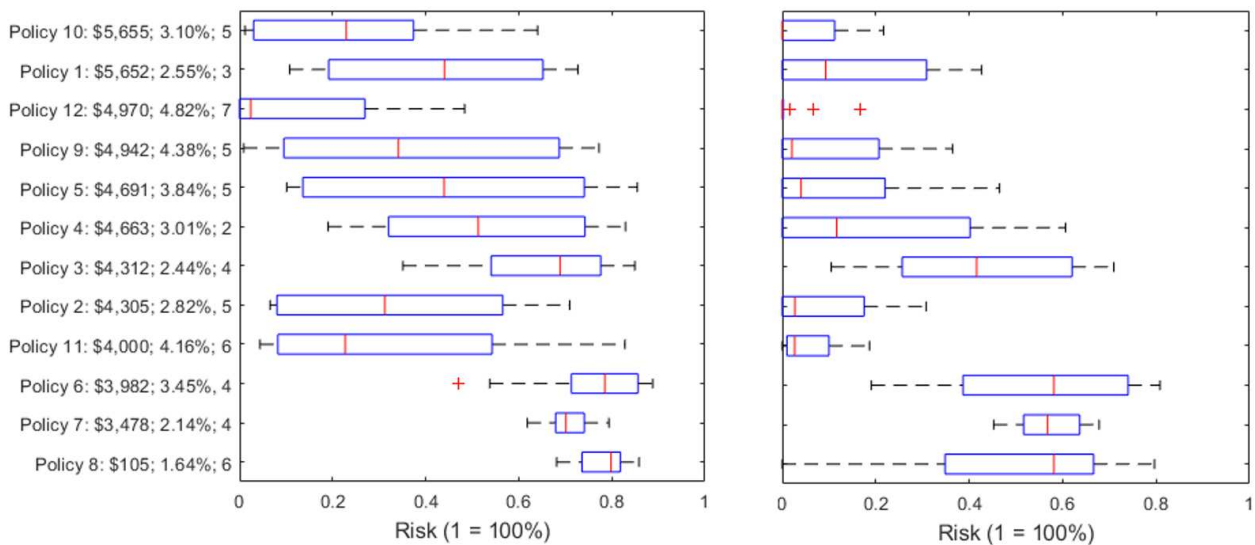 Policy 10: $5,655; 3.10%; 5
Policy 1: $5,652; 2.55%; 3
Policy 12: $4,970; 4.82%; 7
Policy 9: $4,942; 4.38%; 5
Policy 5: $4,691; 3.84%; 5
Policy 4: $4,663; 3.01%; 2
Policy 3: $4,312; 2.44%; 4
Policy 2: $4,305; 2.82%, 5
Policy 11: $4,000; 4.16%; 6
Policy 6: $3,982; 3.45%, 4
Policy 7: $3,478; 2.14%; 4
Policy 8: $105; 1.64%; 6
0 0.2 0.4 0.6 0.8 1
Risk (1 = 100%)
0 0.2 0.4 0.6 0.8 1
Risk (1 = 100%)